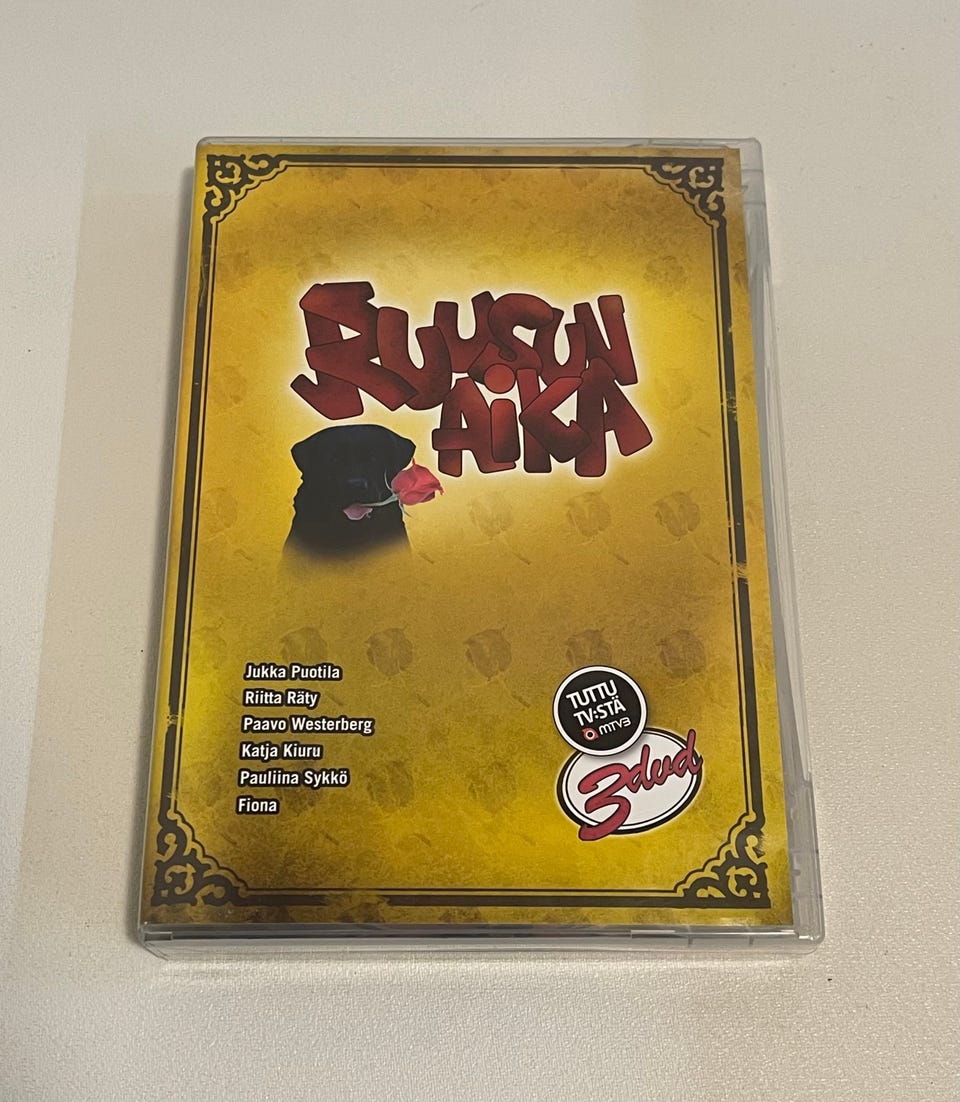 RUUSUN
AiKA
Jukka Puotila
Riitta Räty
Paavo Westerberg
Katja Kiuru
Pauliina Sykkö
Fiona
TUTTU
TV:STÄ
MTV3
3dvd